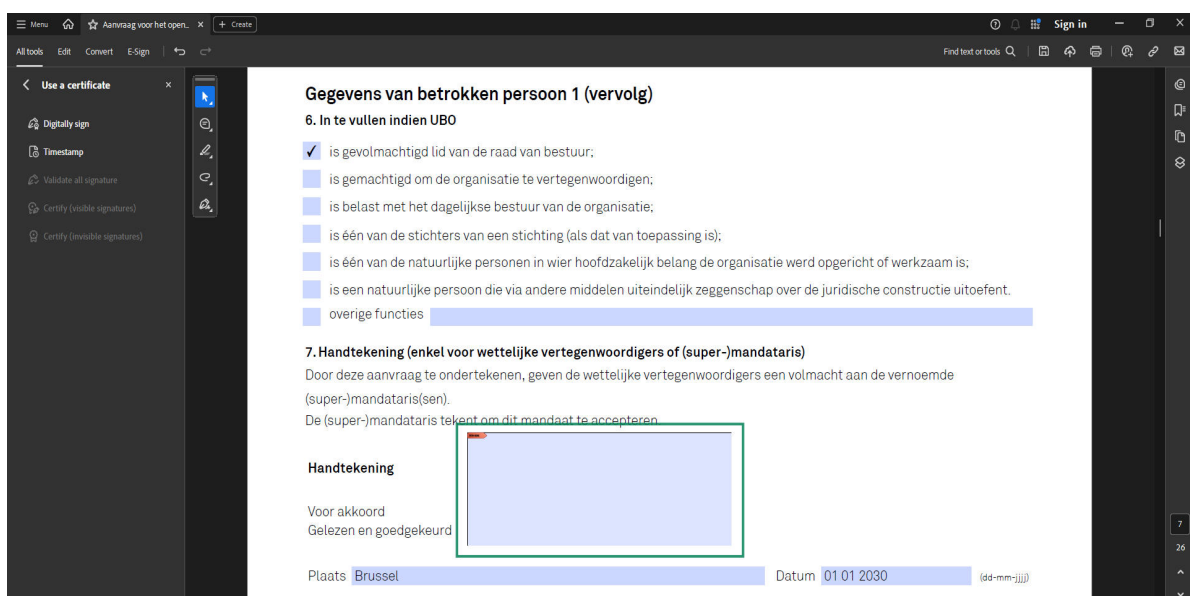 Menu
Aanvraag voor het open...
+ Create
Sign in
All tools
Edit
Convert
E-Sign
Find text or tools
Use a certificate
Digitally sign
Timestamp
Validate all signature
Certify (visible signatures)
Certify (invisible signatures)
Gegevens van betrokken persoon 1 (vervolg)
6. In te vullen indien UBO
is gevolmachtigd lid van de raad van bestuur;
is gemachtigd om de organisatie te vertegenwoordigen;
is belast met het dagelijkse bestuur van de organisatie;
is één van de stichters van een stichting (als dat van toepassing is);
is één van de natuurlijke personen in wier hoofdzakelijk belang de organisatie werd opgericht of werkzaam is;
is een natuurlijke persoon die via andere middelen uiteindelijk zeggenschap over de juridische constructie uitoefent.
overige functies
7. Handtekening (enkel voor wettelijke vertegenwoordigers of (super-)mandataris)
Door deze aanvraag te ondertekenen, geven de wettelijke vertegenwoordigers een volmacht aan de vernoemde
(super-)mandataris(sen).
De (super-)mandataris tekent om dit mandaat te accepteren.
Handtekening
Voor akkoord
Gelezen en goedgekeurd
Plaats Brussel
Datum 01 01 2030 (dd-mm-jjjj)
7
26